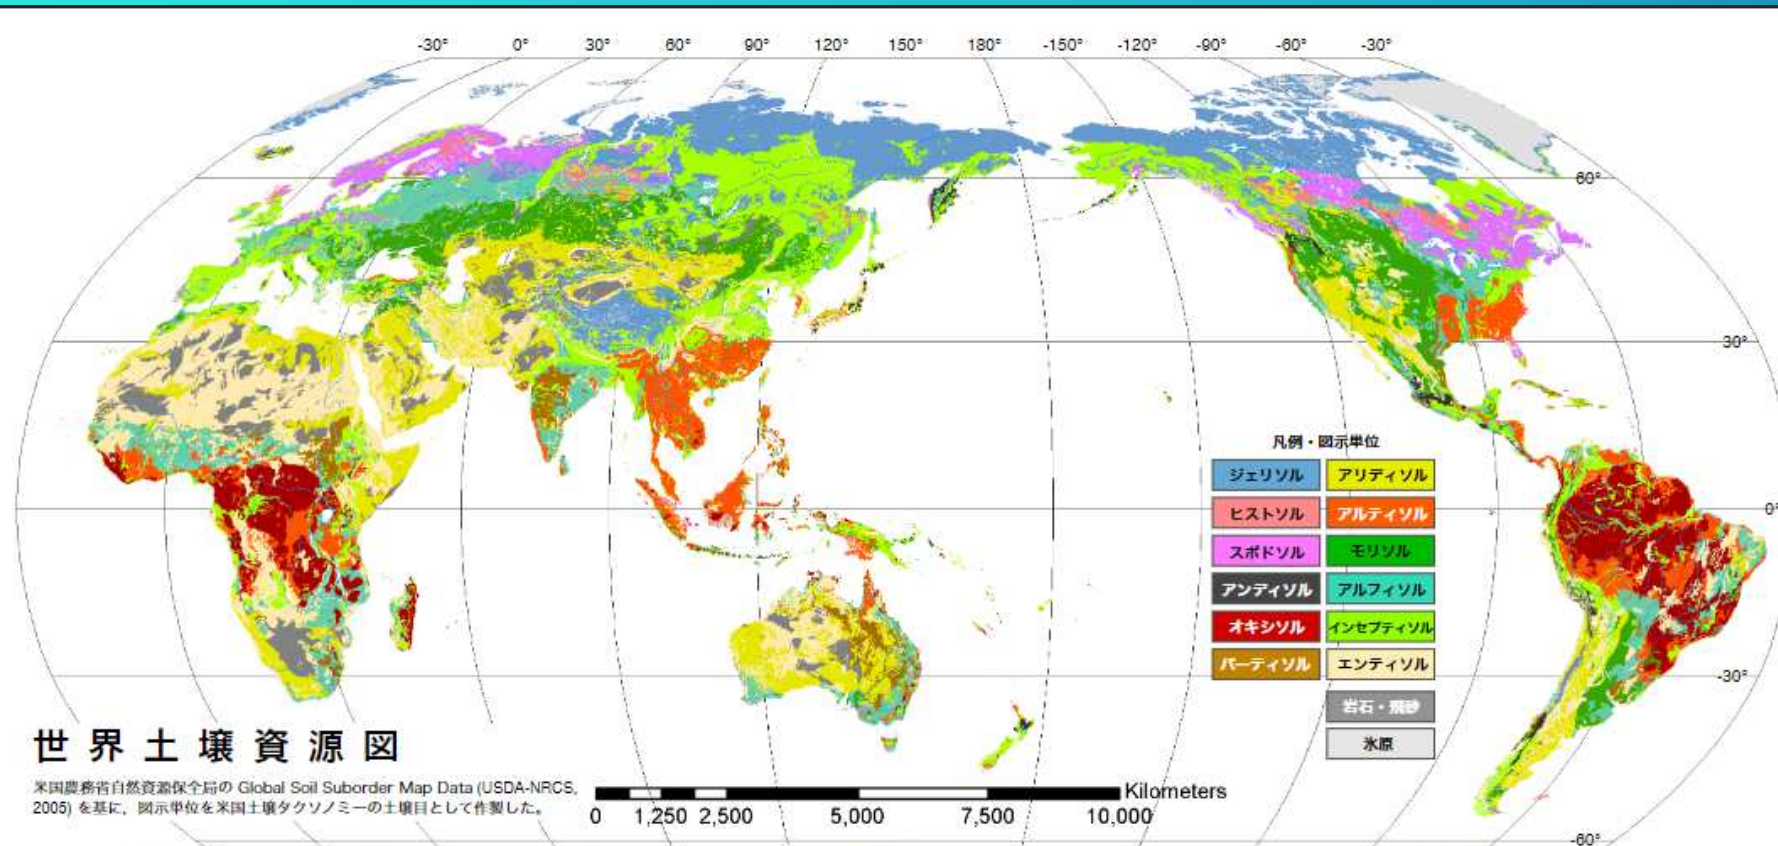 -30° 0° 30° 60° 90° 120° 150° 180° -150° -120° -90° -60° -30°
60°
30°
0°
-30°
-60°
凡例・図示単位
ジェリソル アリディソル
ヒストソル アルティソル
スポドソル モリソル
アンディソル アルフィソル
オキシソル インセプティソル
バーティソル エンティソル
岩石・飛砂
氷原
世界土壌資源図
米国農務省自然資源保全局の Global Soil Suborder Map Data (USDA-NRCS,
2005) を基に，図示単位を米国土壌タクソノミーの土壌目として作製した。
Kilometers
0 1,250 2,500 5,000 7,500 10,000